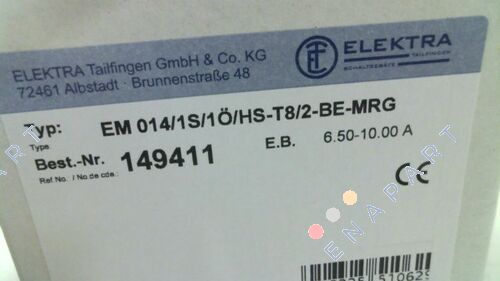 ELEKTRA Tailfingen GmbH & Co. KG
72461 Albstadt · Brunnenstraße 48
ELEKTRA
TAILFINGEN
SCHALTGERÄTE
Typ: EM 014/1S/1Ö/HS-T8/2-BE-MRG
Type:
Best.-Nr. 149411 E.B. 6.50-10.00 A
Ref No. / No de cde.:
CE
ENAPART
ENAPART